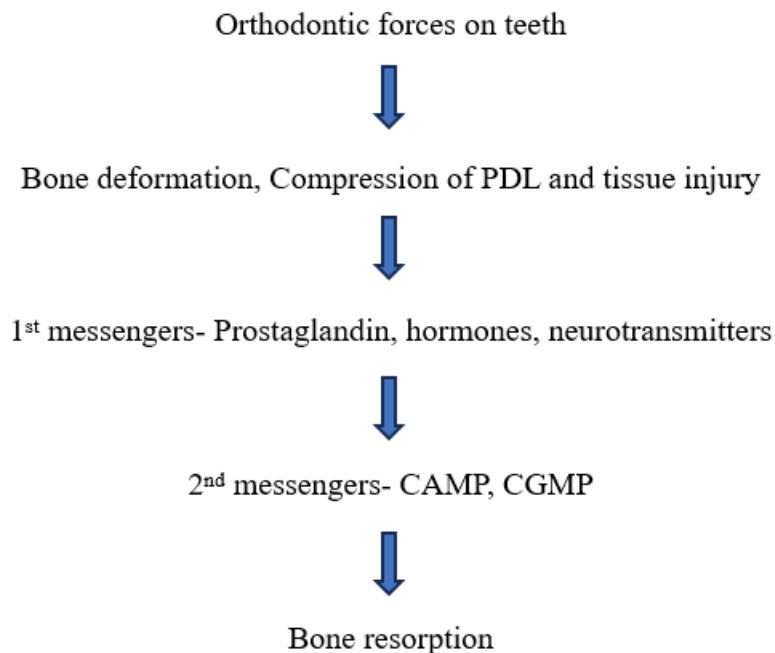 Orthodontic forces on teeth
Bone deformation, Compression of PDL and tissue injury
1st messengers- Prostaglandin, hormones, neurotransmitters
2nd messengers- CAMP, CGMP
Bone resorption